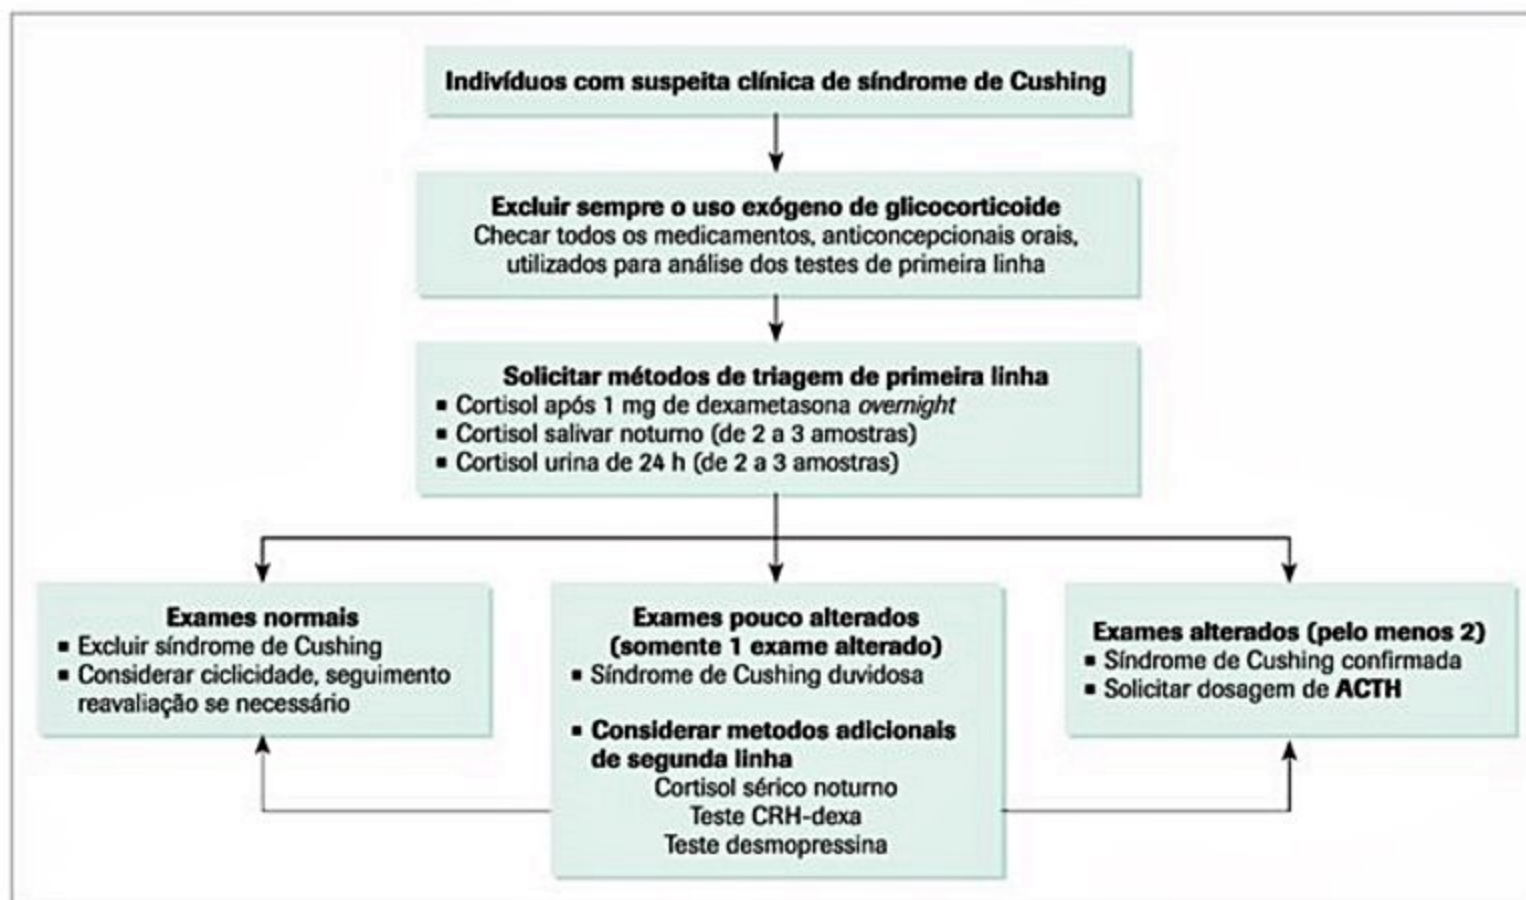 Indivíduos com suspeita clínica de síndrome de Cushing
Excluir sempre o uso exógeno de glicocorticoide
Checar todos os medicamentos, anticoncepcionais orais,
utilizados para análise dos testes de primeira linha
Solicitar métodos de triagem de primeira linha
▪ Cortisol após 1 mg de dexametasona overnight
▪ Cortisol salivar noturno (de 2 a 3 amostras)
▪ Cortisol urina de 24 h (de 2 a 3 amostras)
Exames normais
▪ Excluir síndrome de Cushing
▪ Considerar ciclicidade, seguimento
reavaliação se necessário
Exames pouco alterados
(somente 1 exame alterado)
▪ Síndrome de Cushing duvidosa
▪ Considerar metodos adicionais
de segunda linha
Cortisol sérico noturno
Teste CRH-dexa
Teste desmopressina
Exames alterados (pelo menos 2)
▪ Síndrome de Cushing confirmada
▪ Solicitar dosagem de ACTH